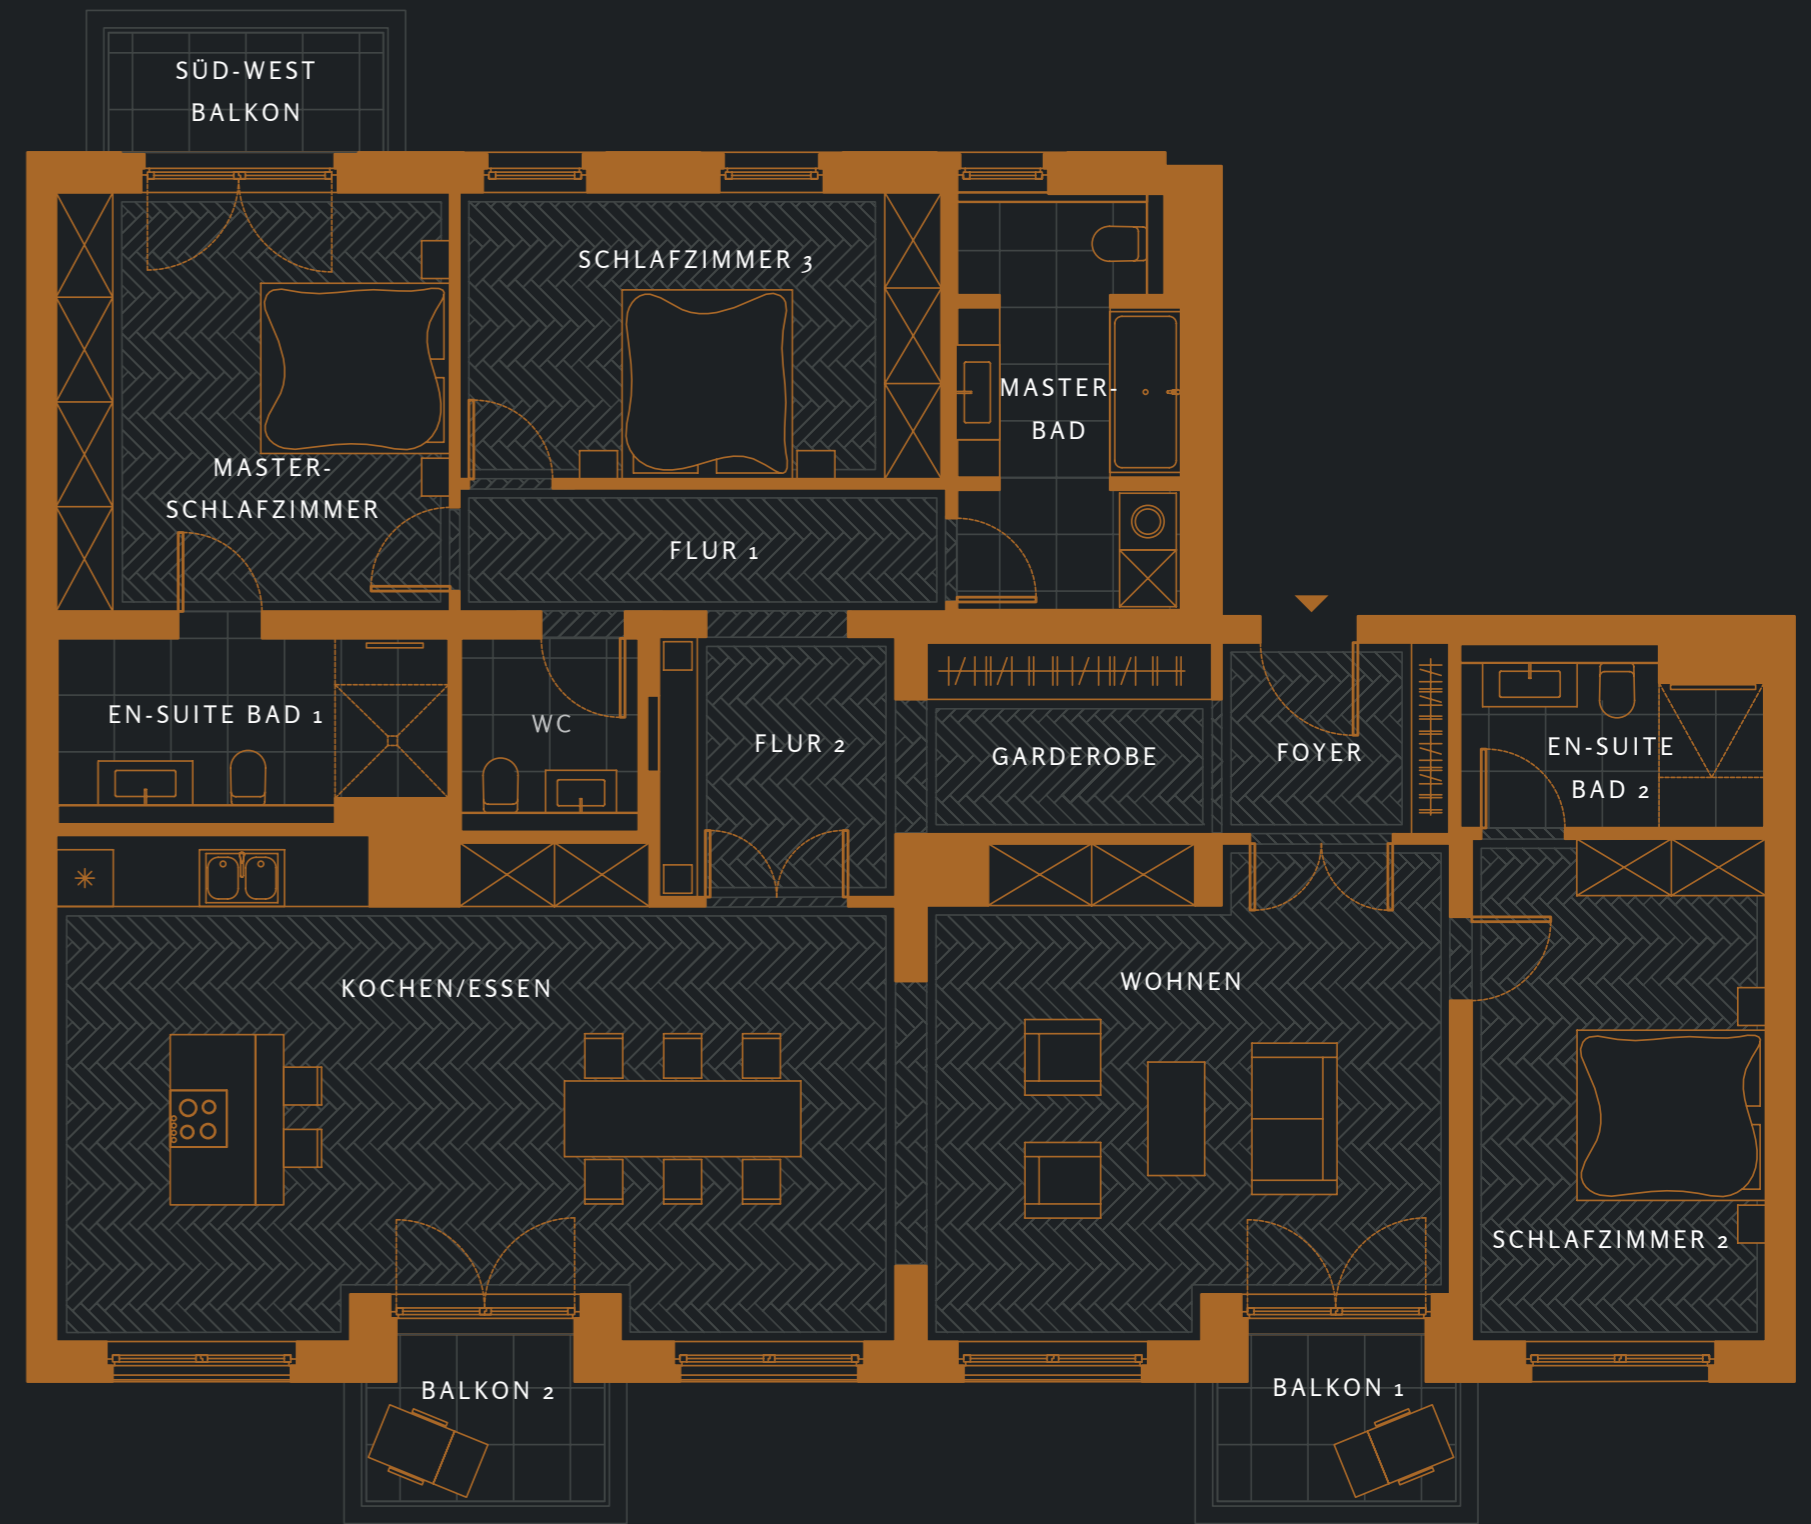 SÜD-WEST
BALKON
SCHLAFZIMMER 3
MASTER-
BAD
MASTER-
SCHLAFZIMMER
FLUR 1
EN-SUITE BAD 1
WC
FLUR 2
GARDEROBE
FOYER
EN-SUITE
BAD 2
KOCHEN/ESSEN
WOHNEN
SCHLAFZIMMER 2
BALKON 2
BALKON 1